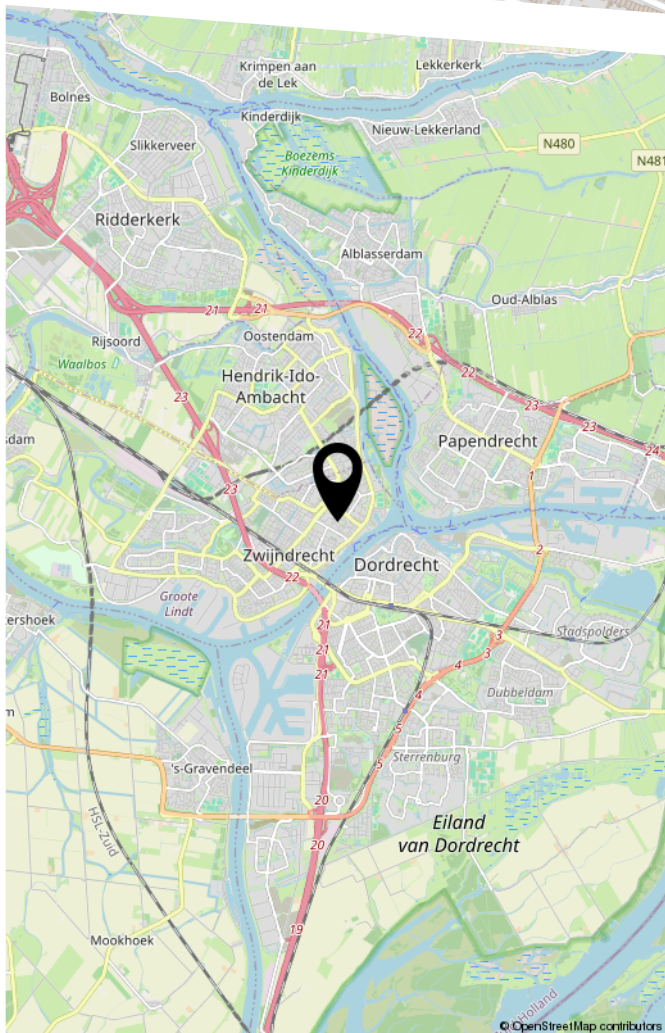 Krimpen aan
de Lek
Lekkerkerk
Bolnes
Kinderdijk
Nieuw-Lekkerland
Slikkerveer
N480
Boezems
Kinderdijk
N481
Ridderkerk
Alblasserdam
Oud-Alblas
21
21
22
Rijsoord
Oostendam
Waalbos
22
Hendrik-Ido-
Ambacht
23
23
23
sdam
Papendrecht
24
1
23
2
Zwijndrecht
Dordrecht
22
Groote
Lindt
21
tershoek
3
Stadspolders
21
3
4
21
4
Dubbeldam
m
5
Sterrenburg
's-Gravendeel
5
20
HSL-Zuid
Eiland
van Dordrecht
20
19
Mookhoek
Holland
© OpenStreetMap contributors